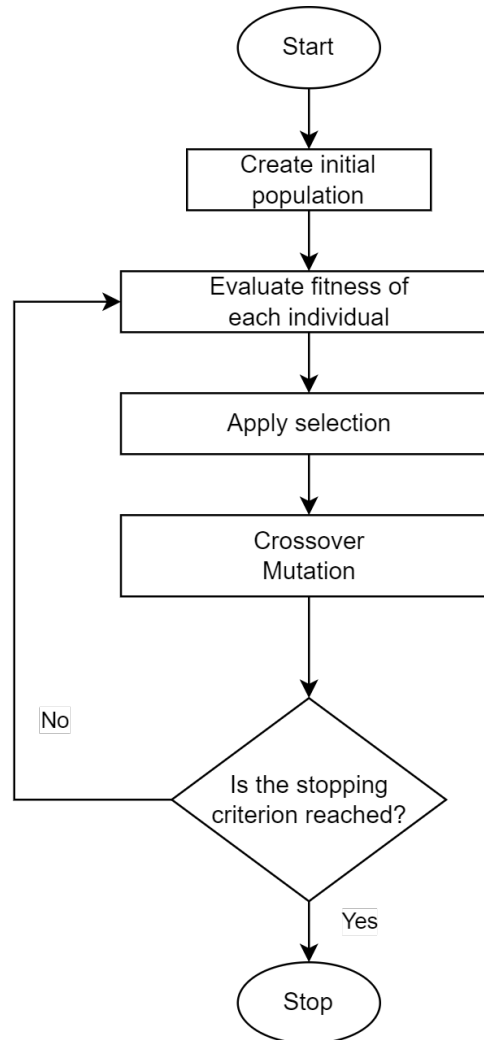 Start
Create initial
population
Evaluate fitness of
each individual
Apply selection
Crossover
Mutation
No
Is the stopping
criterion reached?
Yes
Stop